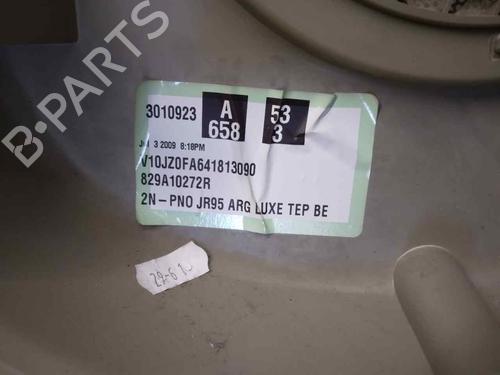 B-PARTS
3010923
A
658
53
3
3 2009 8:18PM
V10JZ0FA641813090
829A10272R
2N-PNO JR95 ARG LUXE TEP BE